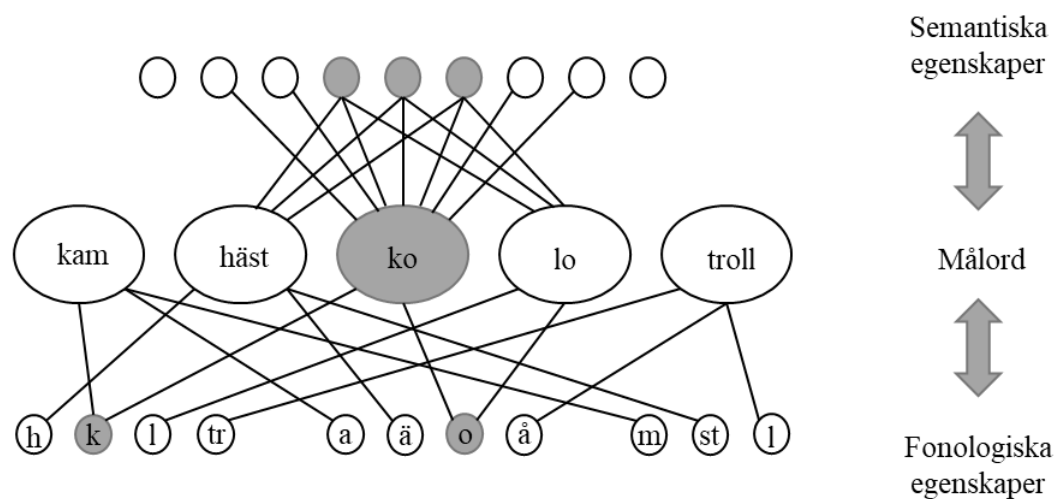 Semantiska
egenskaper
kam häst ko lo troll Målord
h k l tr a ä o å m st l
Fonologiska
egenskaper